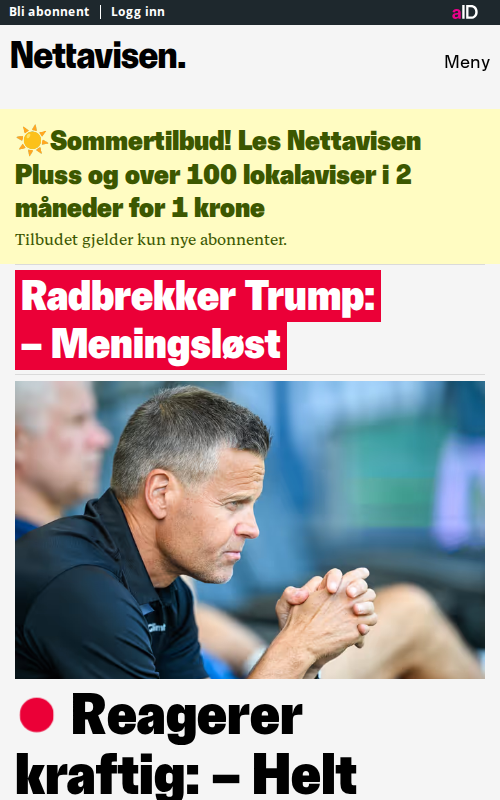 Bli abonnent | Logg inn aID
Nettavisen.
Meny
☀️Sommertilbud! Les Nettavisen
Pluss og over 100 lokalaviser i 2
måneder for 1 krone
Tilbudet gjelder kun nye abonnenter.
Radbrekker Trump:
– Meningsløst
Reagerer
kraftig: – Helt